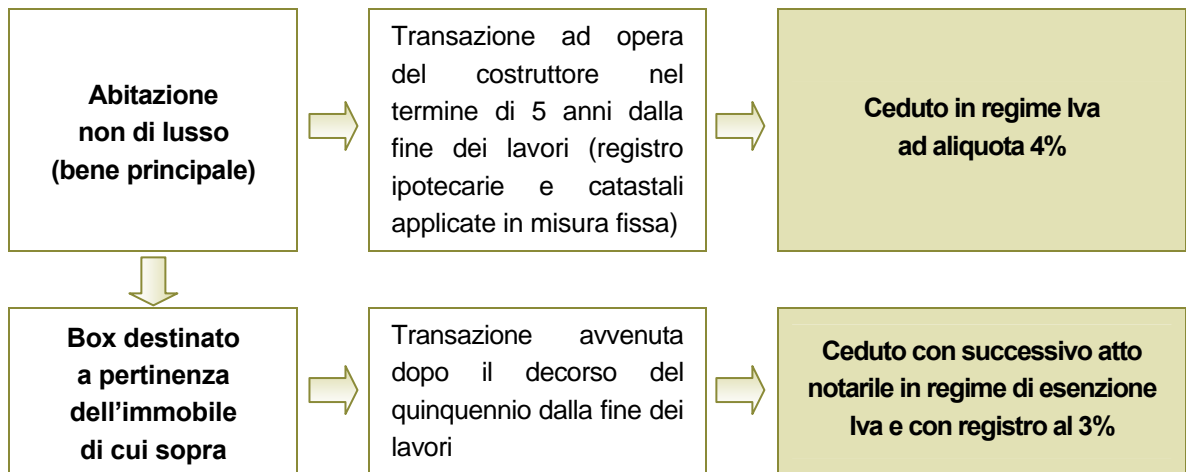 Abitazione
non di lusso
(bene principale)
Transazione ad opera
del costruttore nel
termine di 5 anni dalla
fine dei lavori (registro
ipotecarie e catastali
applicate in misura fissa)
Ceduto in regime Iva
ad aliquota 4%
Box destinato
a pertinenza
dell'immobile
di cui sopra
Transazione avvenuta
dopo il decorso del
quinquennio dalla fine dei
lavori
Ceduto con successivo atto
notarile in regime di esenzione
Iva e con registro al 3%